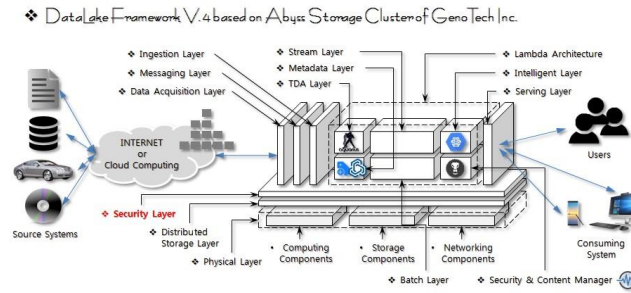 ❖ DataLake Framework V.4 based on Abyss Storage Cluster of GenoTech Inc.
❖ Ingestion Layer
❖ Messaging Layer
❖ Data Acquisition Layer
❖ Stream Layer
❖ Metadata Layer
❖ TDA Layer
❖ Lambda Architecture
❖ Intelligent Layer
❖ Serving Layer
INTERNET
or
Cloud Computing
Source Systems
Users
Consuming
System
❖ Security Layer
❖ Distributed
Storage Layer
❖ Physical Layer
• Computing
Components
• Storage
Components
• Networking
Components
❖ Batch Layer
❖ Security & Content Manager